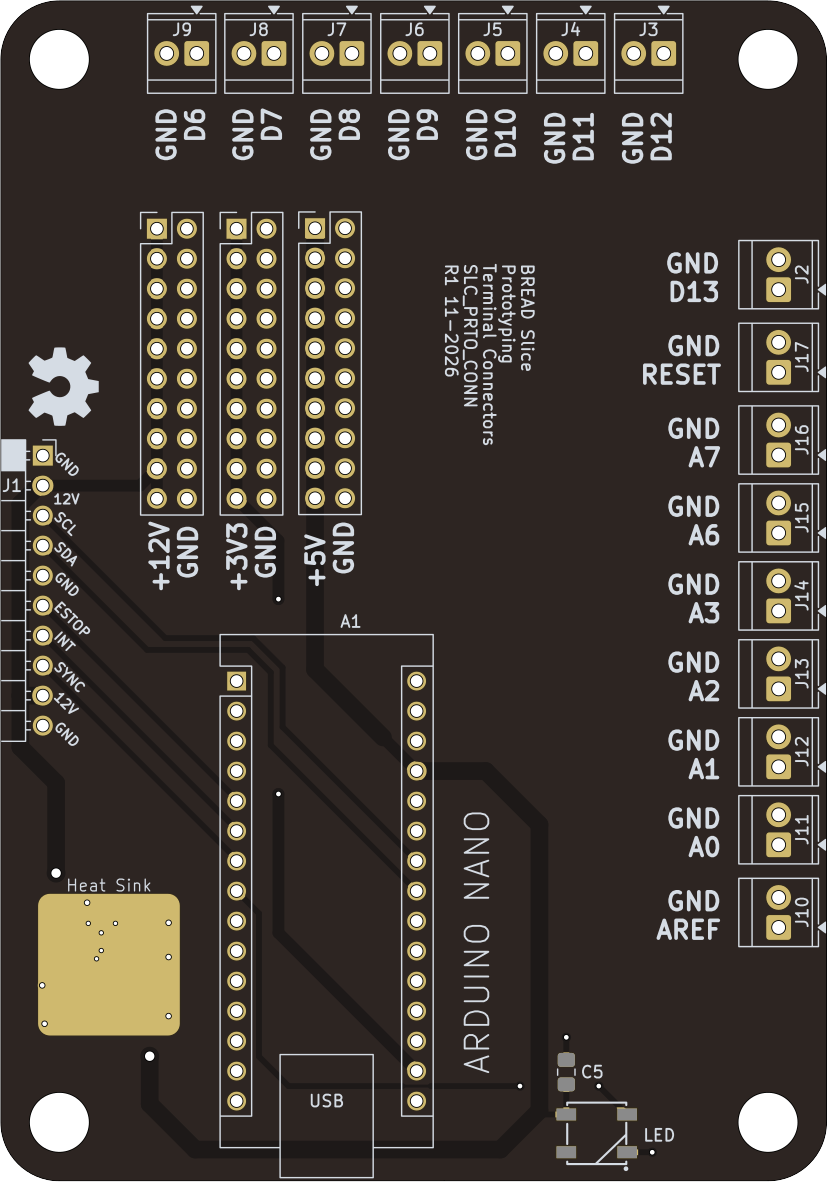 J9 J8 J7 J6 J5 J4 J3
GND D6
GND D7
GND D8
GND D9
GND D10
GND D11
GND D12
BREAD Slice
Prototyping
Terminal Connectors
SLC_PRTO_CONN
R1 11-2026
GND
D13
J2
GND
RESET
J17
GND
A7
J16
GND
A6
J15
GND
A3
J14
GND
A2
J13
GND
A1
J12
GND
A0
J11
GND
AREF
J10
J1
GND
12V
SCL
SDA
GND
ESTOP
INT
SYNC
12V
GND
+12V
GND
+3V3
GND
+5V
GND
A1
ARDUINO NANO
Heat Sink
USB
C5
LED